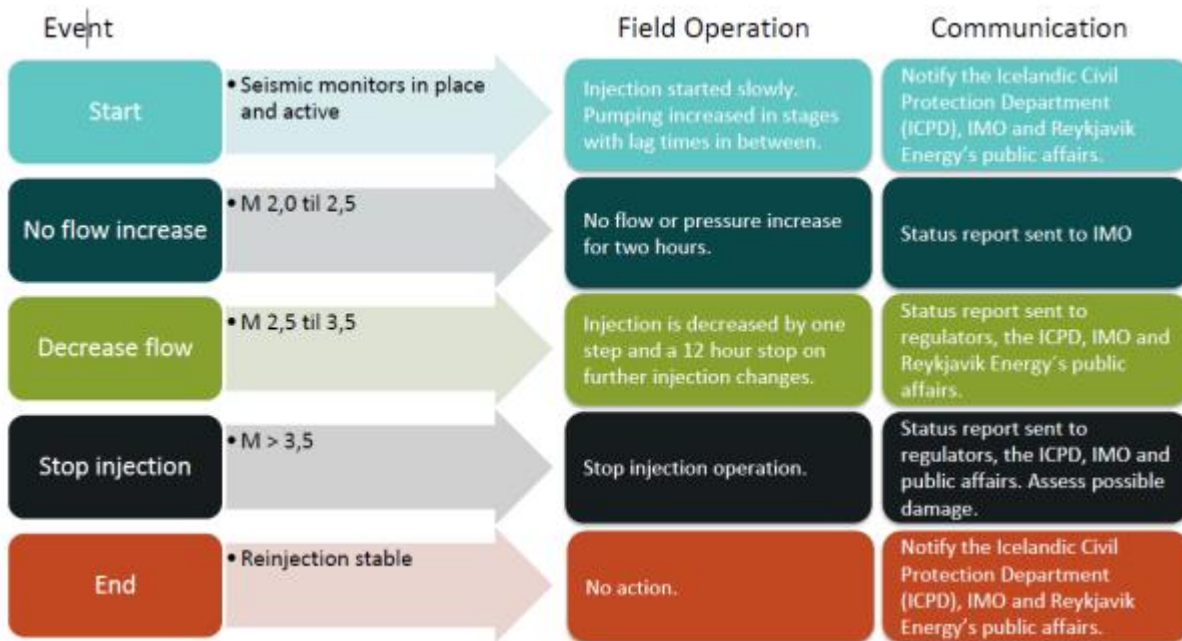 Event
Field Operation
Communication
Start
• Seismic monitors in place
and active
Injection started slowly.
Pumping increased in stages
with lag times in between.
Notify the Icelandic Civil
Protection Department
(ICPD), IMO and Reykjavik
Energy's public affairs.
No flow increase
• M 2,0 til 2,5
No flow or pressure increase
for two hours.
Status report sent to IMO
Decrease flow
• M 2,5 til 3,5
Injection is decreased by one
step and a 12 hour stop on
further injection changes.
Status report sent to
regulators, the ICPD, IMO and
Reykjavik Energy´s public
affairs.
Stop injection
• M > 3,5
Stop injection operation.
Status report sent to
regulators, the ICPD, IMO and
public affairs. Assess possible
damage.
End
• Reinjection stable
No action.
Notify the Icelandic Civil
Protection Department
(ICPD), IMO and Reykjavik
Energy´s public affairs.